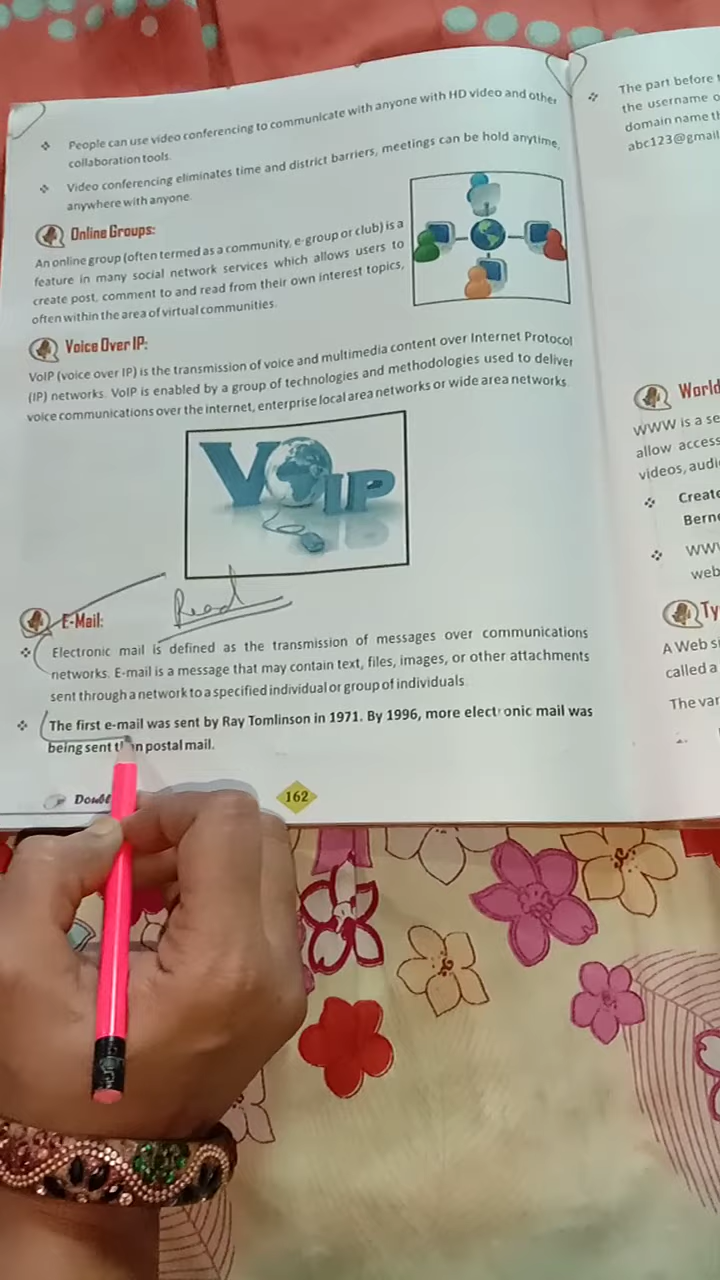 People can use video conferencing to communicate with anyone with HD video and other
collaboration tools.
Video conferencing eliminates time and district barriers, meetings can be hold anytime,
anywhere with anyone.
Online Groups:
An online group (often termed as a community, e-group or club) is a
feature in many social network services which allows users to
create post, comment to and read from their own interest topics,
often within the area of virtual communities.
Voice Over IP:
VoIP (voice over IP) is the transmission of voice and multimedia content over Internet Protocol
(IP) networks. VoIP is enabled by a group of technologies and methodologies used to deliver
voice communications over the internet, enterprise local area networks or wide area networks.
VOIP
Read
E-Mail:
Electronic mail is defined as the transmission of messages over communications
networks. E-mail is a message that may contain text, files, images, or other attachments
sent through a network to a specified individual or group of individuals.
The first e-mail was sent by Ray Tomlinson in 1971. By 1996, more electronic mail was
being sent than postal mail.
162
The part before
the username
domain name
abc123@gmail
World
WWW is a
allow access
videos,
Create
WWW
web
A Web
called a
The